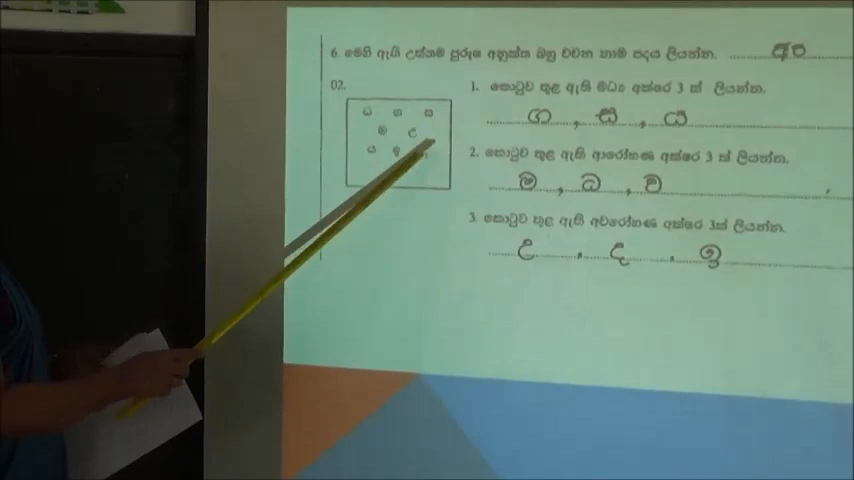 6. මෙහි ඇති උත්තම පුරුෂ අනුක්ත බහු වචන නාම පදය ලියන්න. අප
02.
ධ ග ස
ම උ
ය ඉ
1. කොටුව තුළ ඇති මධ්‍ය අක්ෂර 3 ක් ලියන්න.
ග , ස , ය
2. කොටුව තුළ ඇති ආරෝහණ අක්ෂර 3 ක් ලියන්න.
ම , ධ , ව
3. කොටුව තුළ ඇති අවරෝහණ අක්ෂර 3ක් ලියන්න.
උ , ද , ඉ